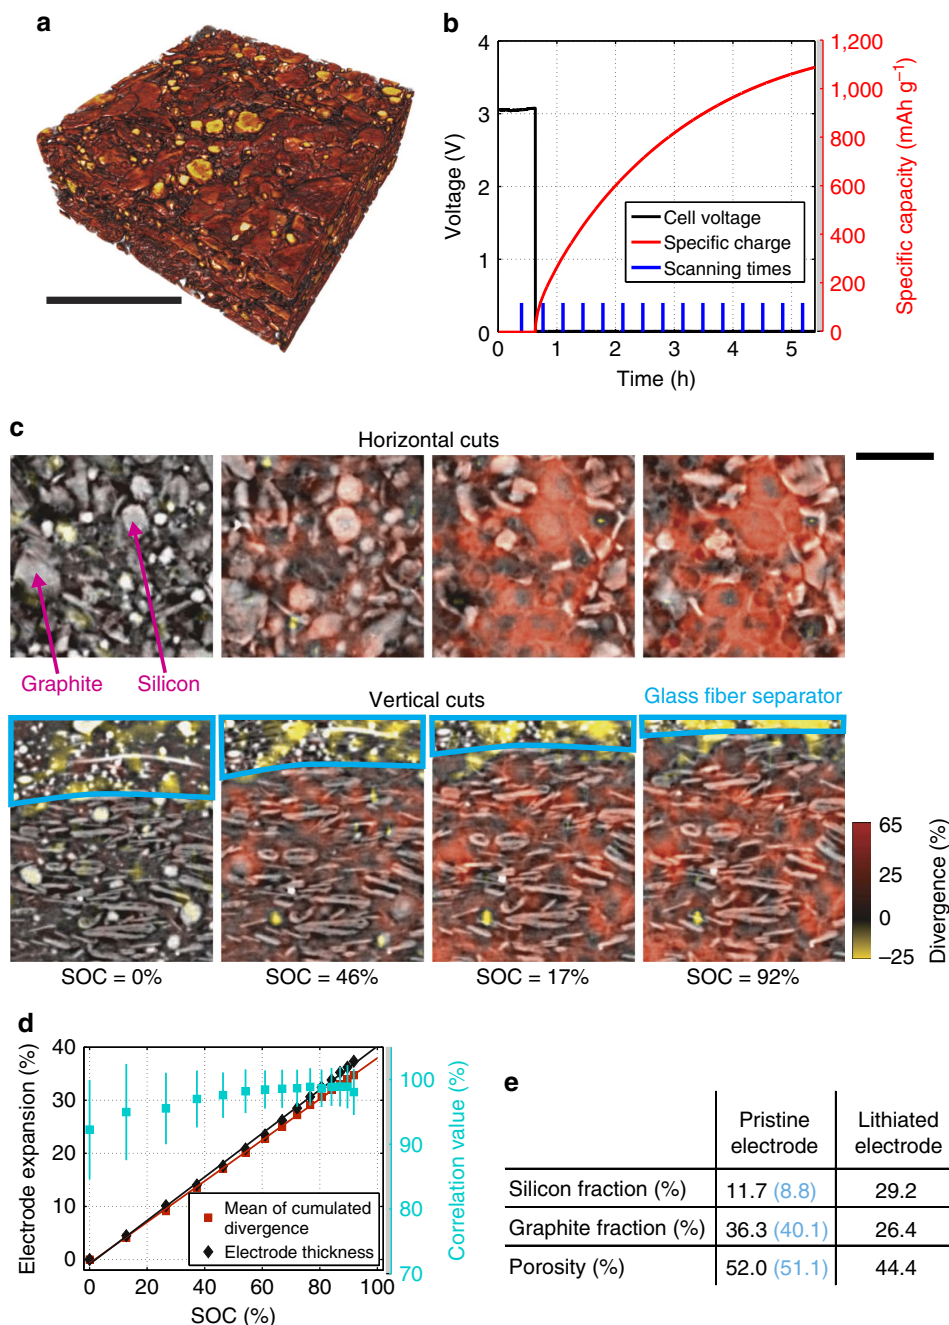 a
b
4
3
2
1
0
Voltage (V)
0
1
2
3
4
5
Time (h)
1,200
1,000
800
600
400
200
0
Specific capacity (mAh g⁻¹)
Cell voltage
Specific charge
Scanning times
c
Horizontal cuts
Graphite
Silicon
Vertical cuts
Glass fiber separator
65
25
0
–25
Divergence (%)
SOC = 0%
SOC = 46%
SOC = 17%
SOC = 92%
d
40
30
20
10
0
Electrode expansion (%)
0
20
40
60
80
100
SOC (%)
100
90
80
70
Correlation value (%)
Mean of cumulated
divergence
Electrode thickness
e
Pristine electrode
Lithiated electrode
Silicon fraction (%) 11.7 (8.8) 29.2
Graphite fraction (%) 36.3 (40.1) 26.4
Porosity (%) 52.0 (51.1) 44.4